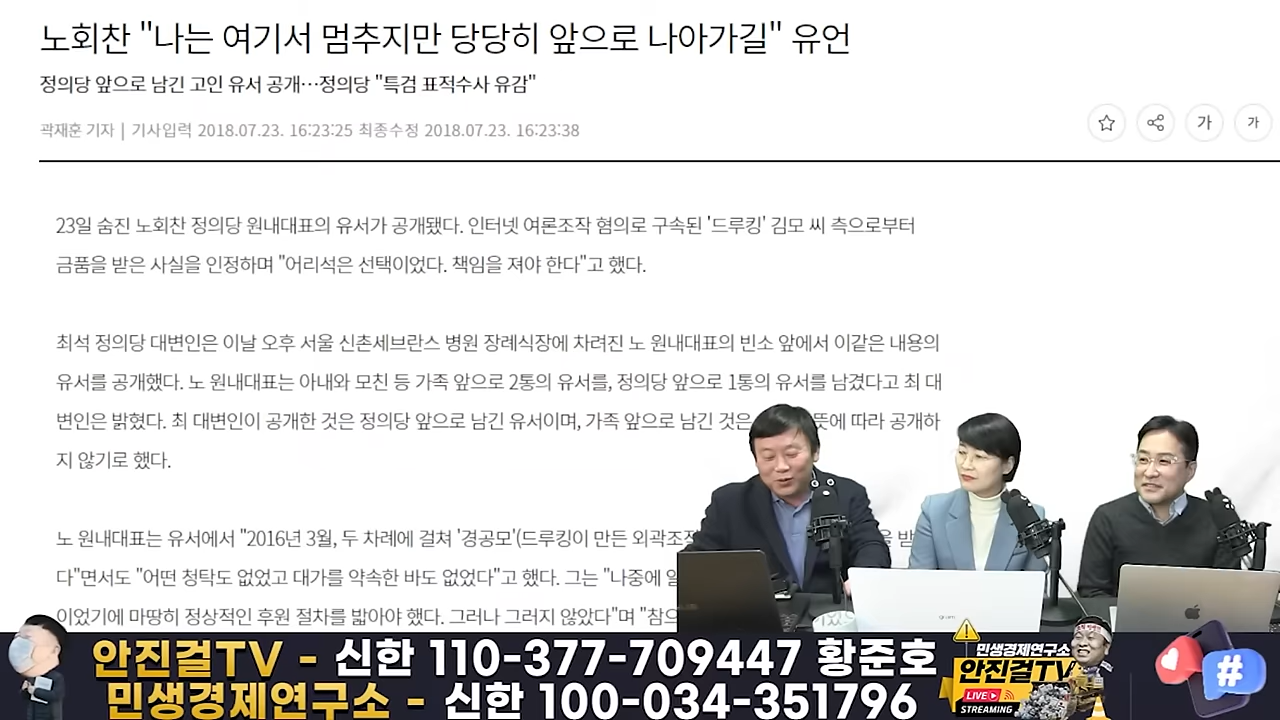 노회찬 "나는 여기서 멈추지만 당당히 앞으로 나아가길" 유언
정의당 앞으로 남긴 고인 유서 공개…정의당 "특검 표적수사 유감"
곽재훈 기자 | 기사입력 2018.07.23. 16:23:25 최종수정 2018.07.23. 16:23:38
가 가
23일 숨진 노회찬 정의당 원내대표의 유서가 공개됐다. 인터넷 여론조작 혐의로 구속된 '드루킹' 김모 씨 측으로부터
금품을 받은 사실을 인정하며 "어리석은 선택이었다. 책임을 져야 한다"고 했다.
최석 정의당 대변인은 이날 오후 서울 신촌세브란스 병원 장례식장에 차려진 노 원내대표의 빈소 앞에서 이같은 내용의
유서를 공개했다. 노 원내대표는 아내와 모친 등 가족 앞으로 2통의 유서를, 정의당 앞으로 1통의 유서를 남겼다고 최 대
변인은 밝혔다. 최 대변인이 공개한 것은 정의당 앞으로 남긴 유서이며, 가족 앞으로 남긴 것은 뜻에 따라 공개하
지 않기로 했다.
노 원내대표는 유서에서 "2016년 3월, 두 차례에 걸쳐 '경공모'(드루킹이 만든 외곽조직 받
다"면서도 "어떤 청탁도 없었고 대가를 약속한 바도 없었다"고 했다. 그는 "나중에
이었기에 마땅히 정상적인 후원 절차를 밟아야 했다. 그러나 그러지 않았다"며 "참으
gram
안진걸TV - 신한 110-377-709447 황준호
민생경제연구소 - 신한 100-034-351796
민생경제연구소
안진걸TV
LIVE
STREAMING
#